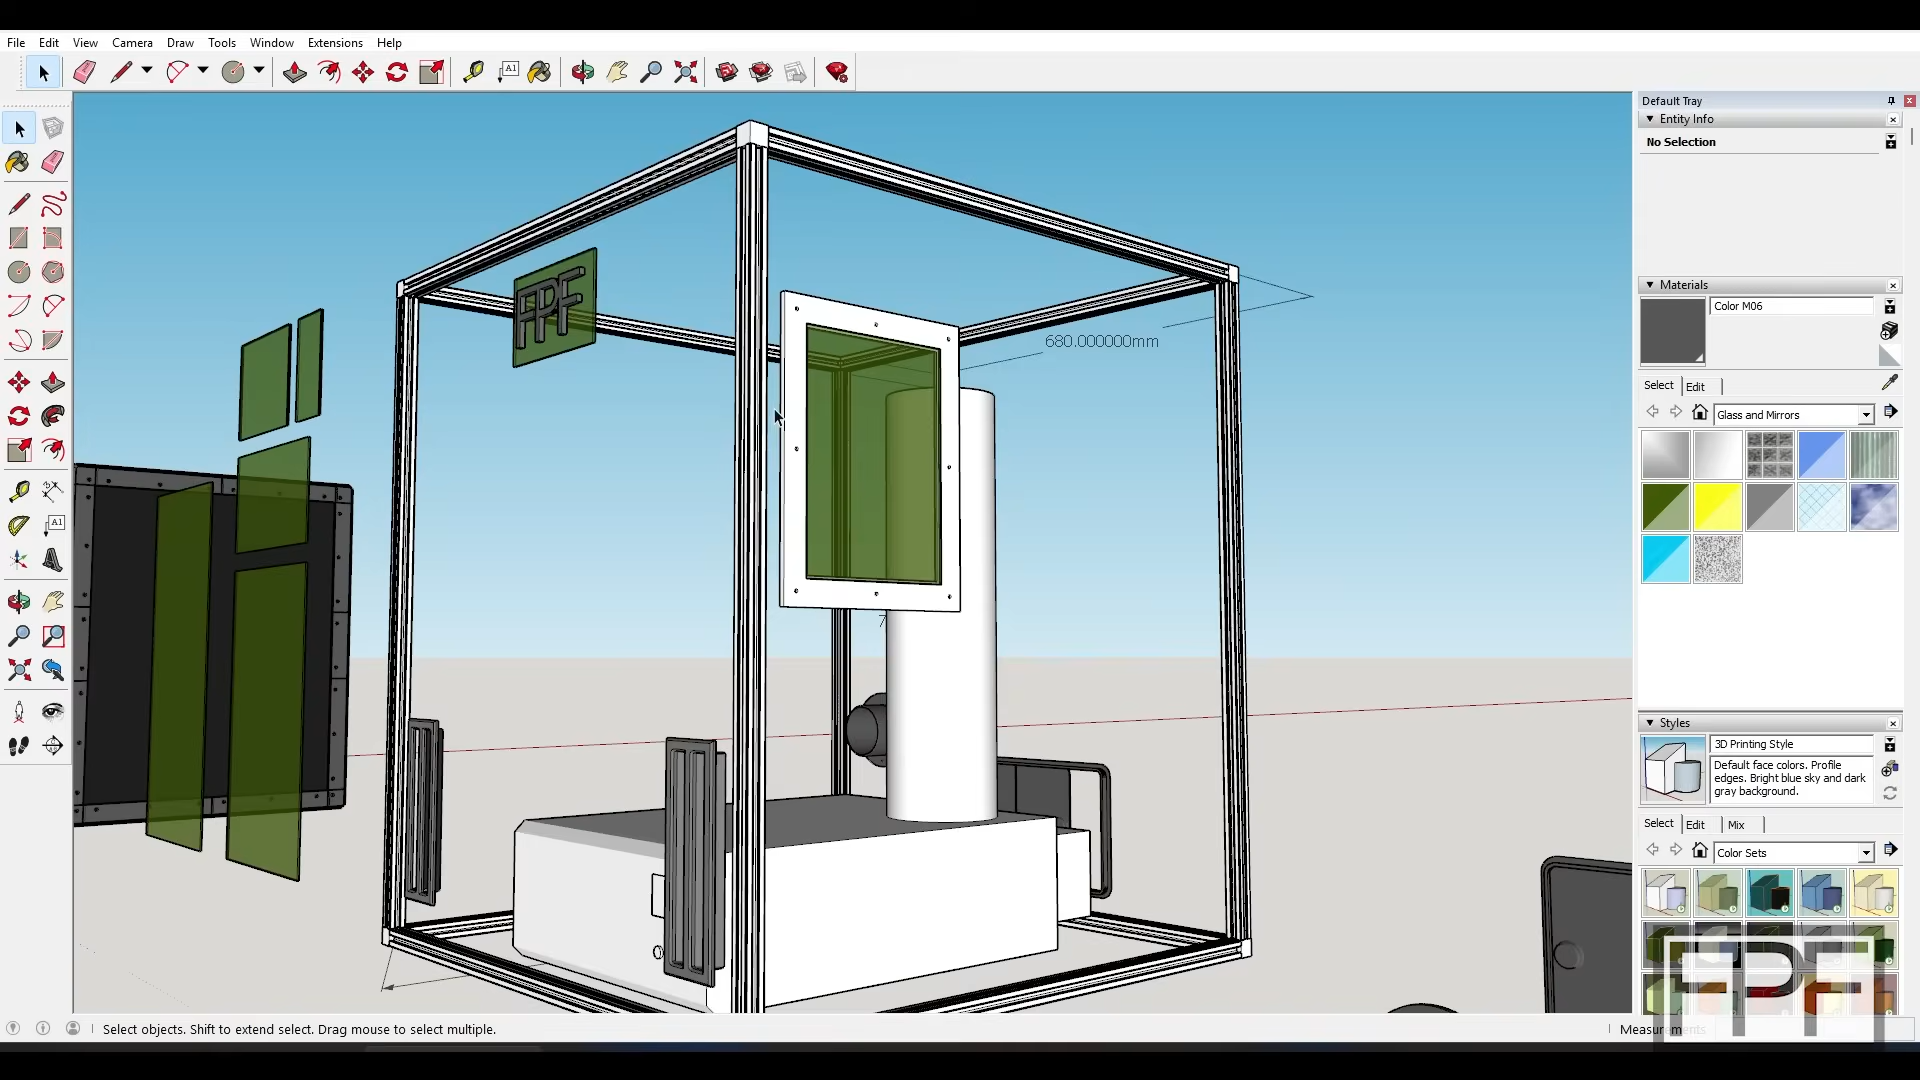 File Edit View Camera Draw Tools Window Extensions Help
A1
Default Tray
Entity Info
No Selection
Materials
Color M06
Select Edit
Glass and Mirrors
FPF
680.000000mm
A1
Styles
3D Printing Style
Default face colors. Profile
edges. Bright blue sky and dark
gray background.
Select Edit Mix
Color Sets
Select objects. Shift to extend select. Drag mouse to select multiple.
Measurements